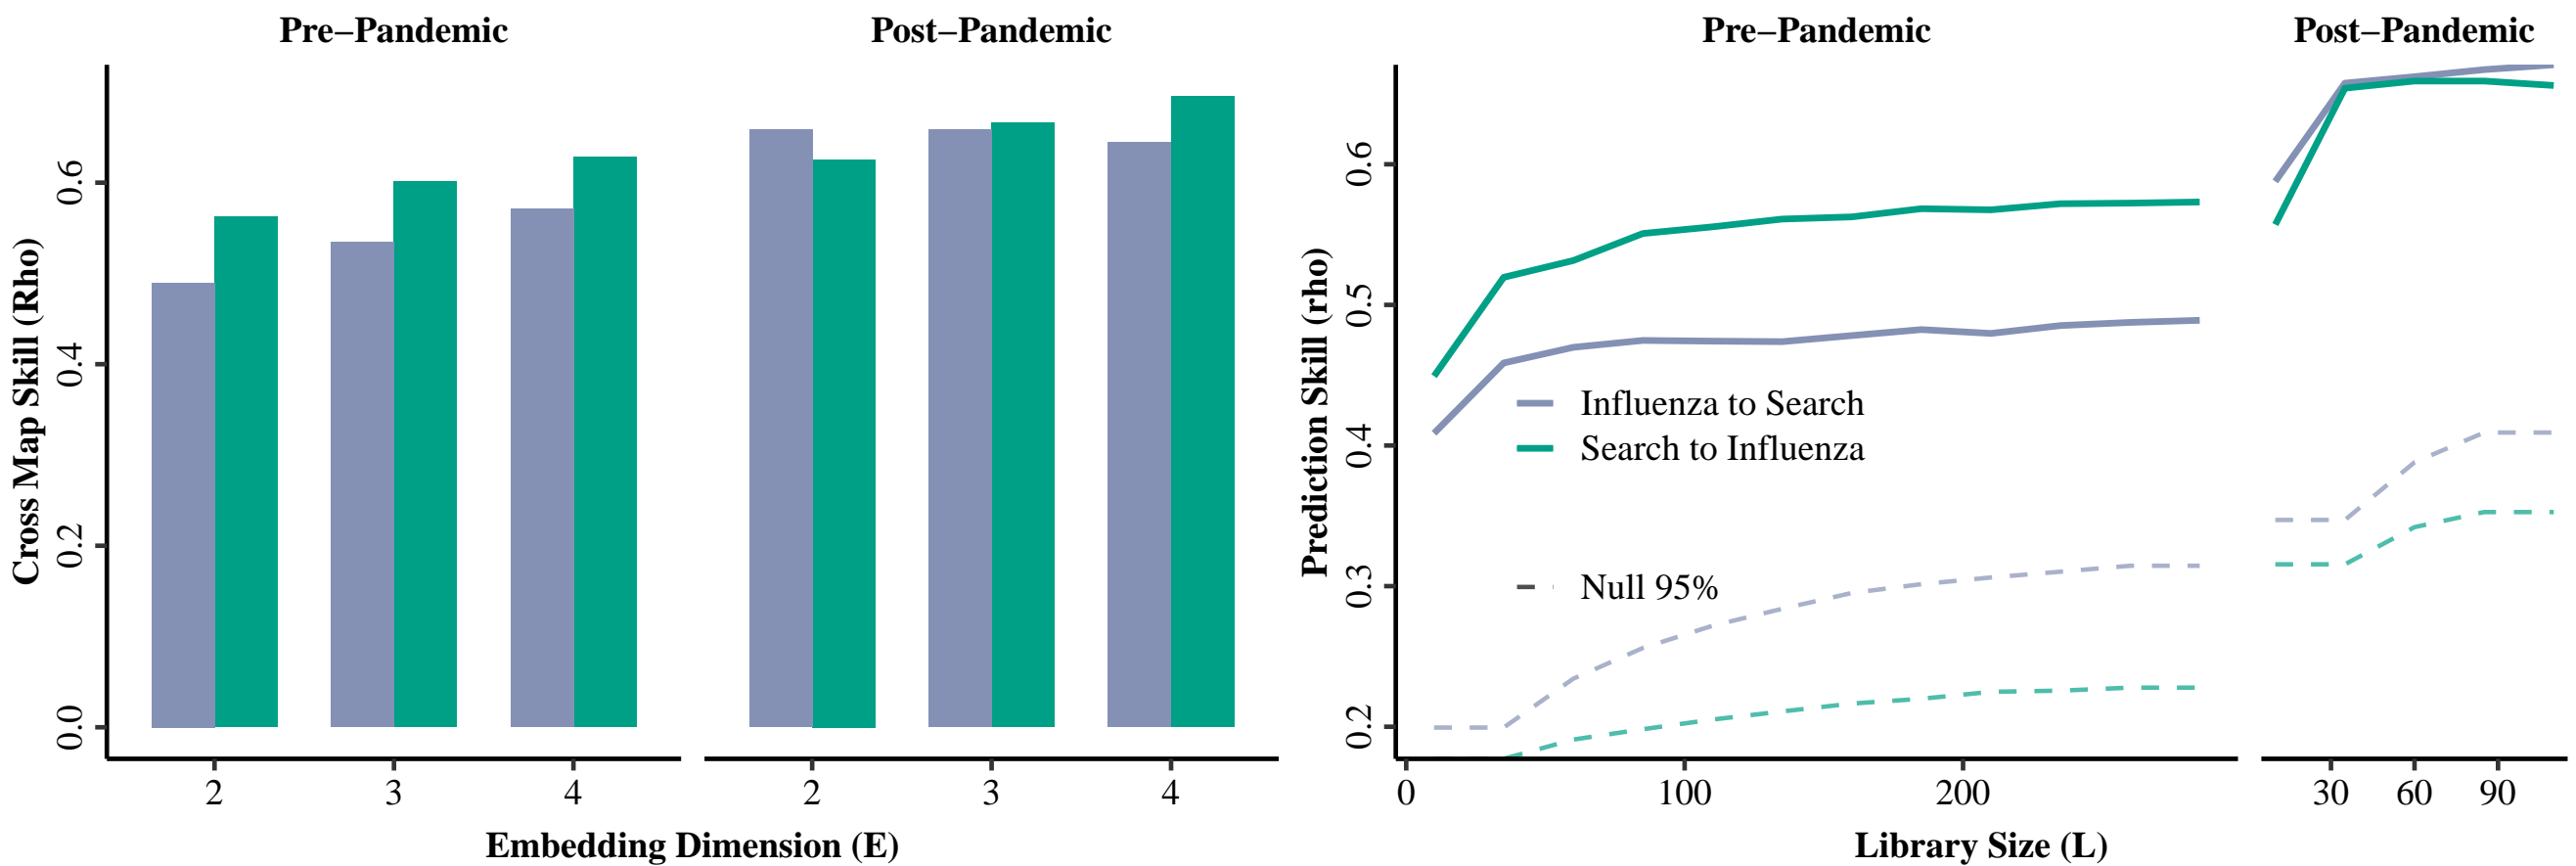 Pre–Pandemic
Post–Pandemic
Cross Map Skill (Rho)
0.6
0.4
0.2
0.0
2
3
4
2
3
4
Embedding Dimension (E)
Pre–Pandemic
Post–Pandemic
Prediction Skill (rho)
0.6
0.5
0.4
0.3
0.2
Influenza to Search
Search to Influenza
Null 95%
0
100
200
30
60
90
Library Size (L)